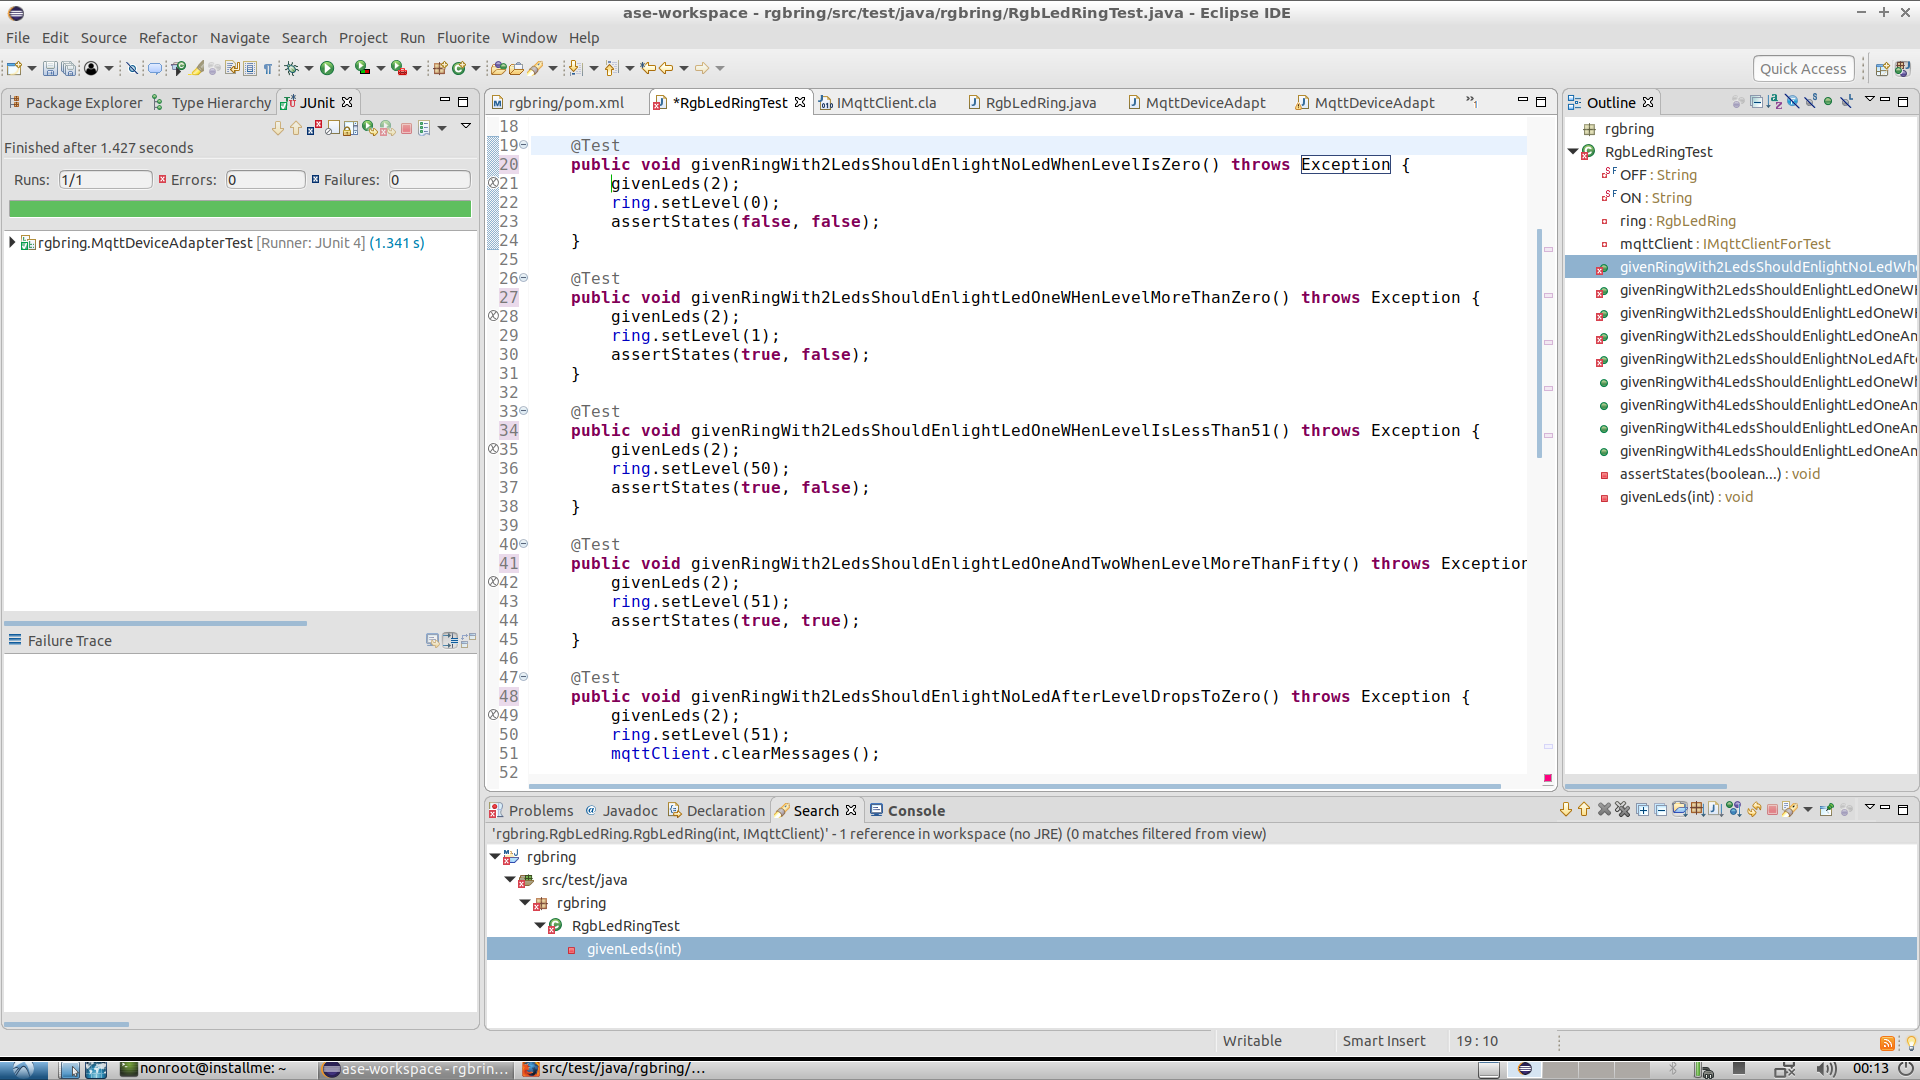 ase-workspace - rgbring/src/test/java/rgbring/RgbLedRingTest.java - Eclipse IDE
File Edit Source Refactor Navigate Search Project Run Fluorite Window Help
Quick Access
Package Explorer Type Hierarchy JUnit
Finished after 1.427 seconds
Runs: 1/1 Errors: 0 Failures: 0
rgbring.MqttDeviceAdapterTest [Runner: JUnit 4] (1.341 s)
Failure Trace
rgbring/pom.xml *RgbLedRingTest IMqttClient.cla RgbLedRing.java MqttDeviceAdapt MqttDeviceAdapt »1
18
19 @Test
20 public void givenRingWith2LedsShouldEnlightNoLedWhenLevelIsZero() throws Exception {
21 givenLeds(2);
22 ring.setLevel(0);
23 assertStates(false, false);
24 }
25
26 @Test
27 public void givenRingWith2LedsShouldEnlightLedOneWHenLevelMoreThanZero() throws Exception {
28 givenLeds(2);
29 ring.setLevel(1);
30 assertStates(true, false);
31 }
32
33 @Test
34 public void givenRingWith2LedsShouldEnlightLedOneWHenLevelIsLessThan51() throws Exception {
35 givenLeds(2);
36 ring.setLevel(50);
37 assertStates(true, false);
38 }
39
40 @Test
41 public void givenRingWith2LedsShouldEnlightLedOneAndTwoWhenLevelMoreThanFifty() throws Exception
42 givenLeds(2);
43 ring.setLevel(51);
44 assertStates(true, true);
45 }
46
47 @Test
48 public void givenRingWith2LedsShouldEnlightNoLedAfterLevelDropsToZero() throws Exception {
49 givenLeds(2);
50 ring.setLevel(51);
51 mqttClient.clearMessages();
52
Outline
rgbring
RgbLedRingTest
OFF : String
ON : String
ring : RgbLedRing
mqttClient : IMqttClientForTest
givenRingWith2LedsShouldEnlightNoLedWh
givenRingWith2LedsShouldEnlightLedOneWH
givenRingWith2LedsShouldEnlightLedOneWH
givenRingWith2LedsShouldEnlightLedOneAn
givenRingWith2LedsShouldEnlightNoLedAfte
givenRingWith4LedsShouldEnlightLedOneWh
givenRingWith4LedsShouldEnlightLedOneAn
givenRingWith4LedsShouldEnlightLedOneAn
givenRingWith4LedsShouldEnlightLedOneAn
assertStates(boolean...) : void
givenLeds(int) : void
Problems Javadoc Declaration Search Console
'rgbring.RgbLedRing.RgbLedRing(int, IMqttClient)' - 1 reference in workspace (no JRE) (0 matches filtered from view)
rgbring
src/test/java
rgbring
RgbLedRingTest
givenLeds(int)
Writable Smart Insert 19 : 10
nonroot@installme: ~ ase-workspace - rgbrin... src/test/java/rgbring/... 00:13